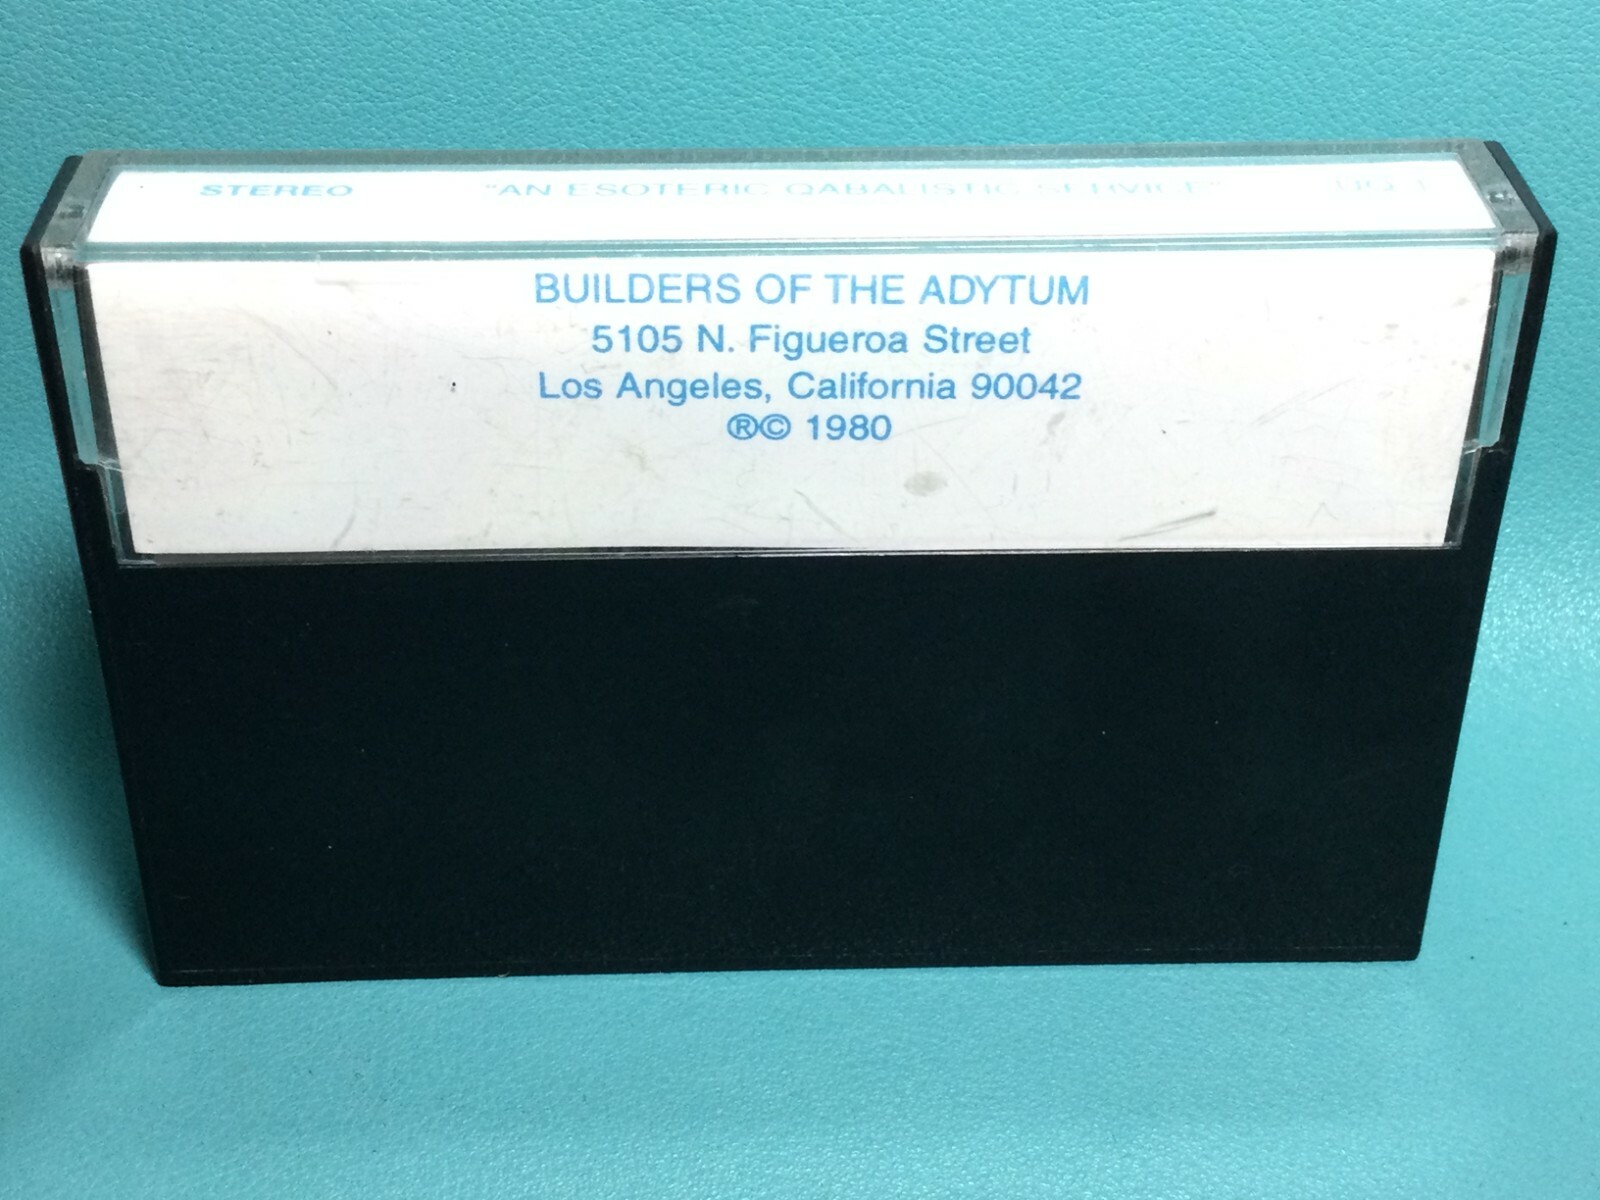 STEREO "AN ESOTERIC QABALISTIC SERVICE"
BUILDERS OF THE ADYTUM
5105 N. Figueroa Street
Los Angeles, California 90042
®© 1980